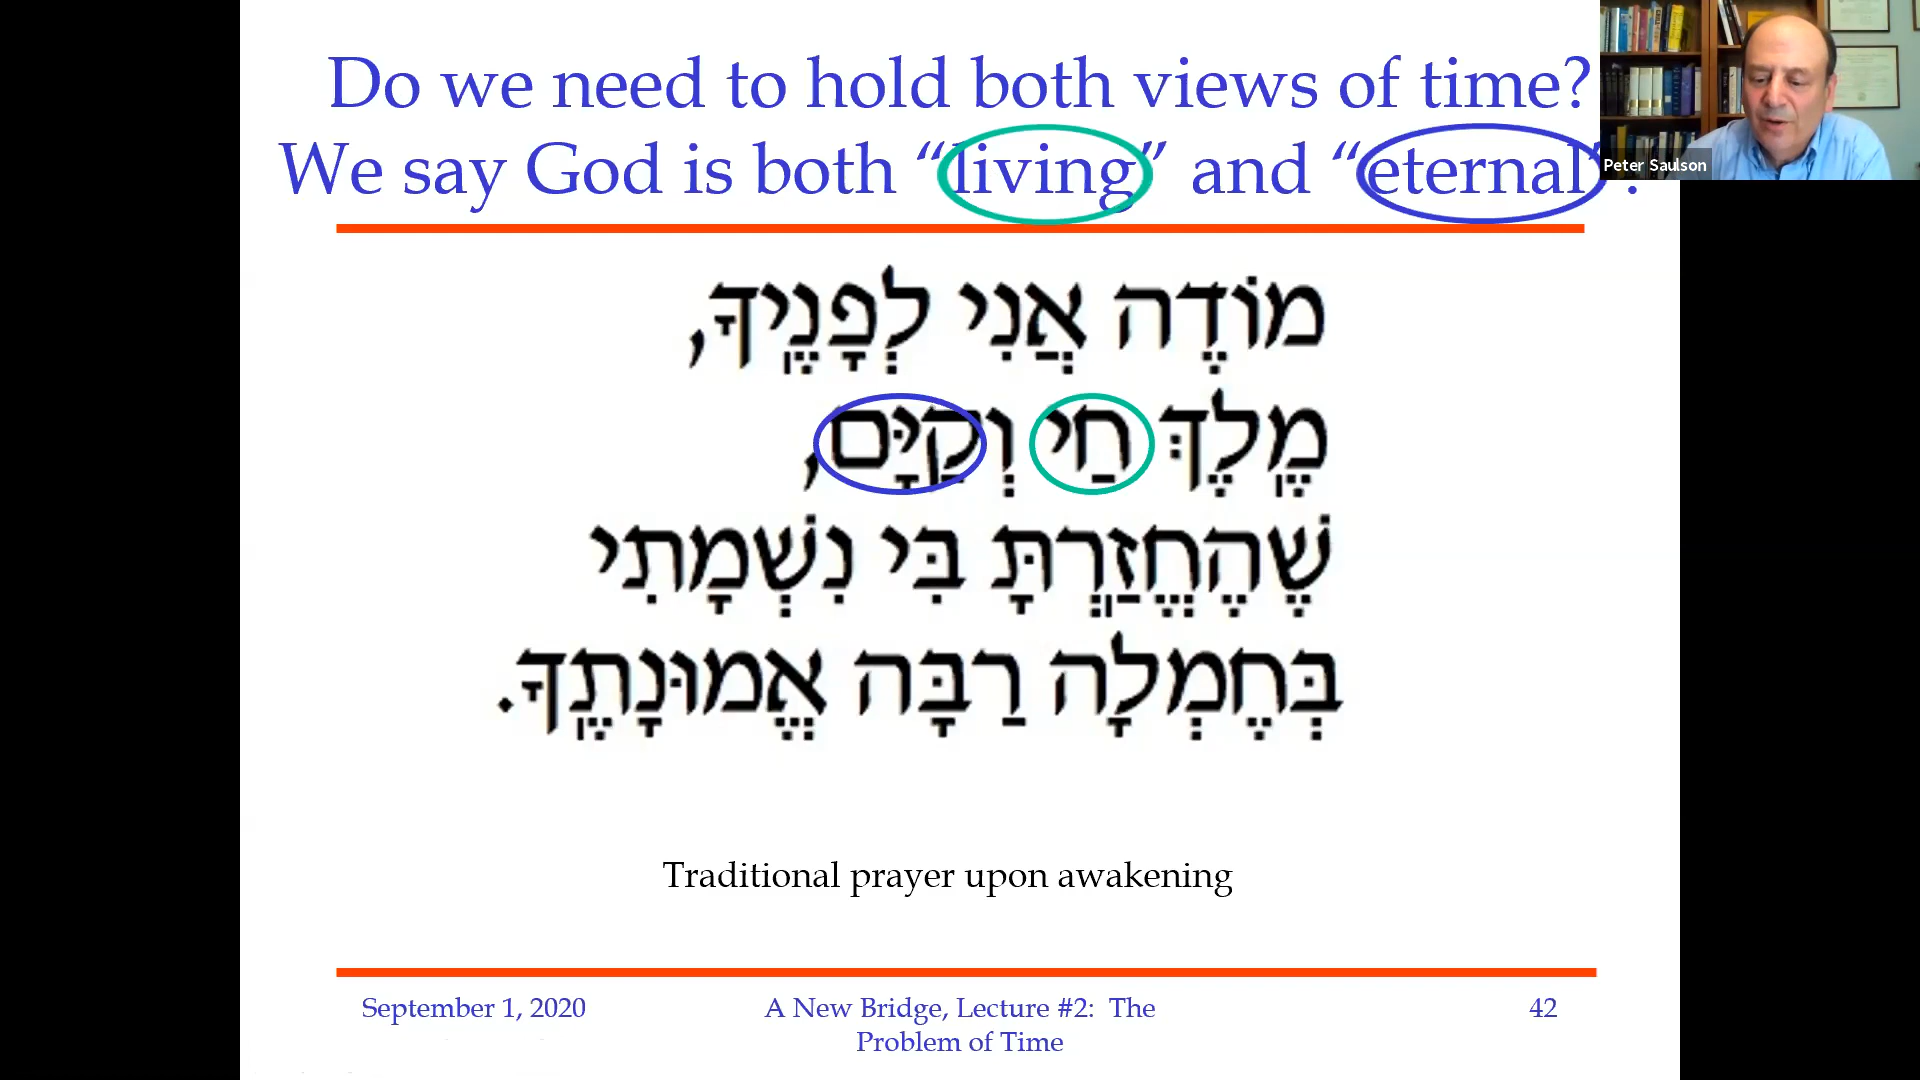 Do we need to hold both views of time?
We say God is both “living” and “eternal”.
Peter Saulson
מוֹדֶה אֲנִי לְפָנֶֽיךָ,
מֶֽלֶךְ חַי וְקַיָּם,
שֶׁהֶחֱזַֽרְתָּ בִּי נִשְׁמָתִי
בְּחֶמְלָה רַבָּה אֱמוּנָתֶֽךָ.
Traditional prayer upon awakening
September 1, 2020
A New Bridge, Lecture #2: The
Problem of Time
42